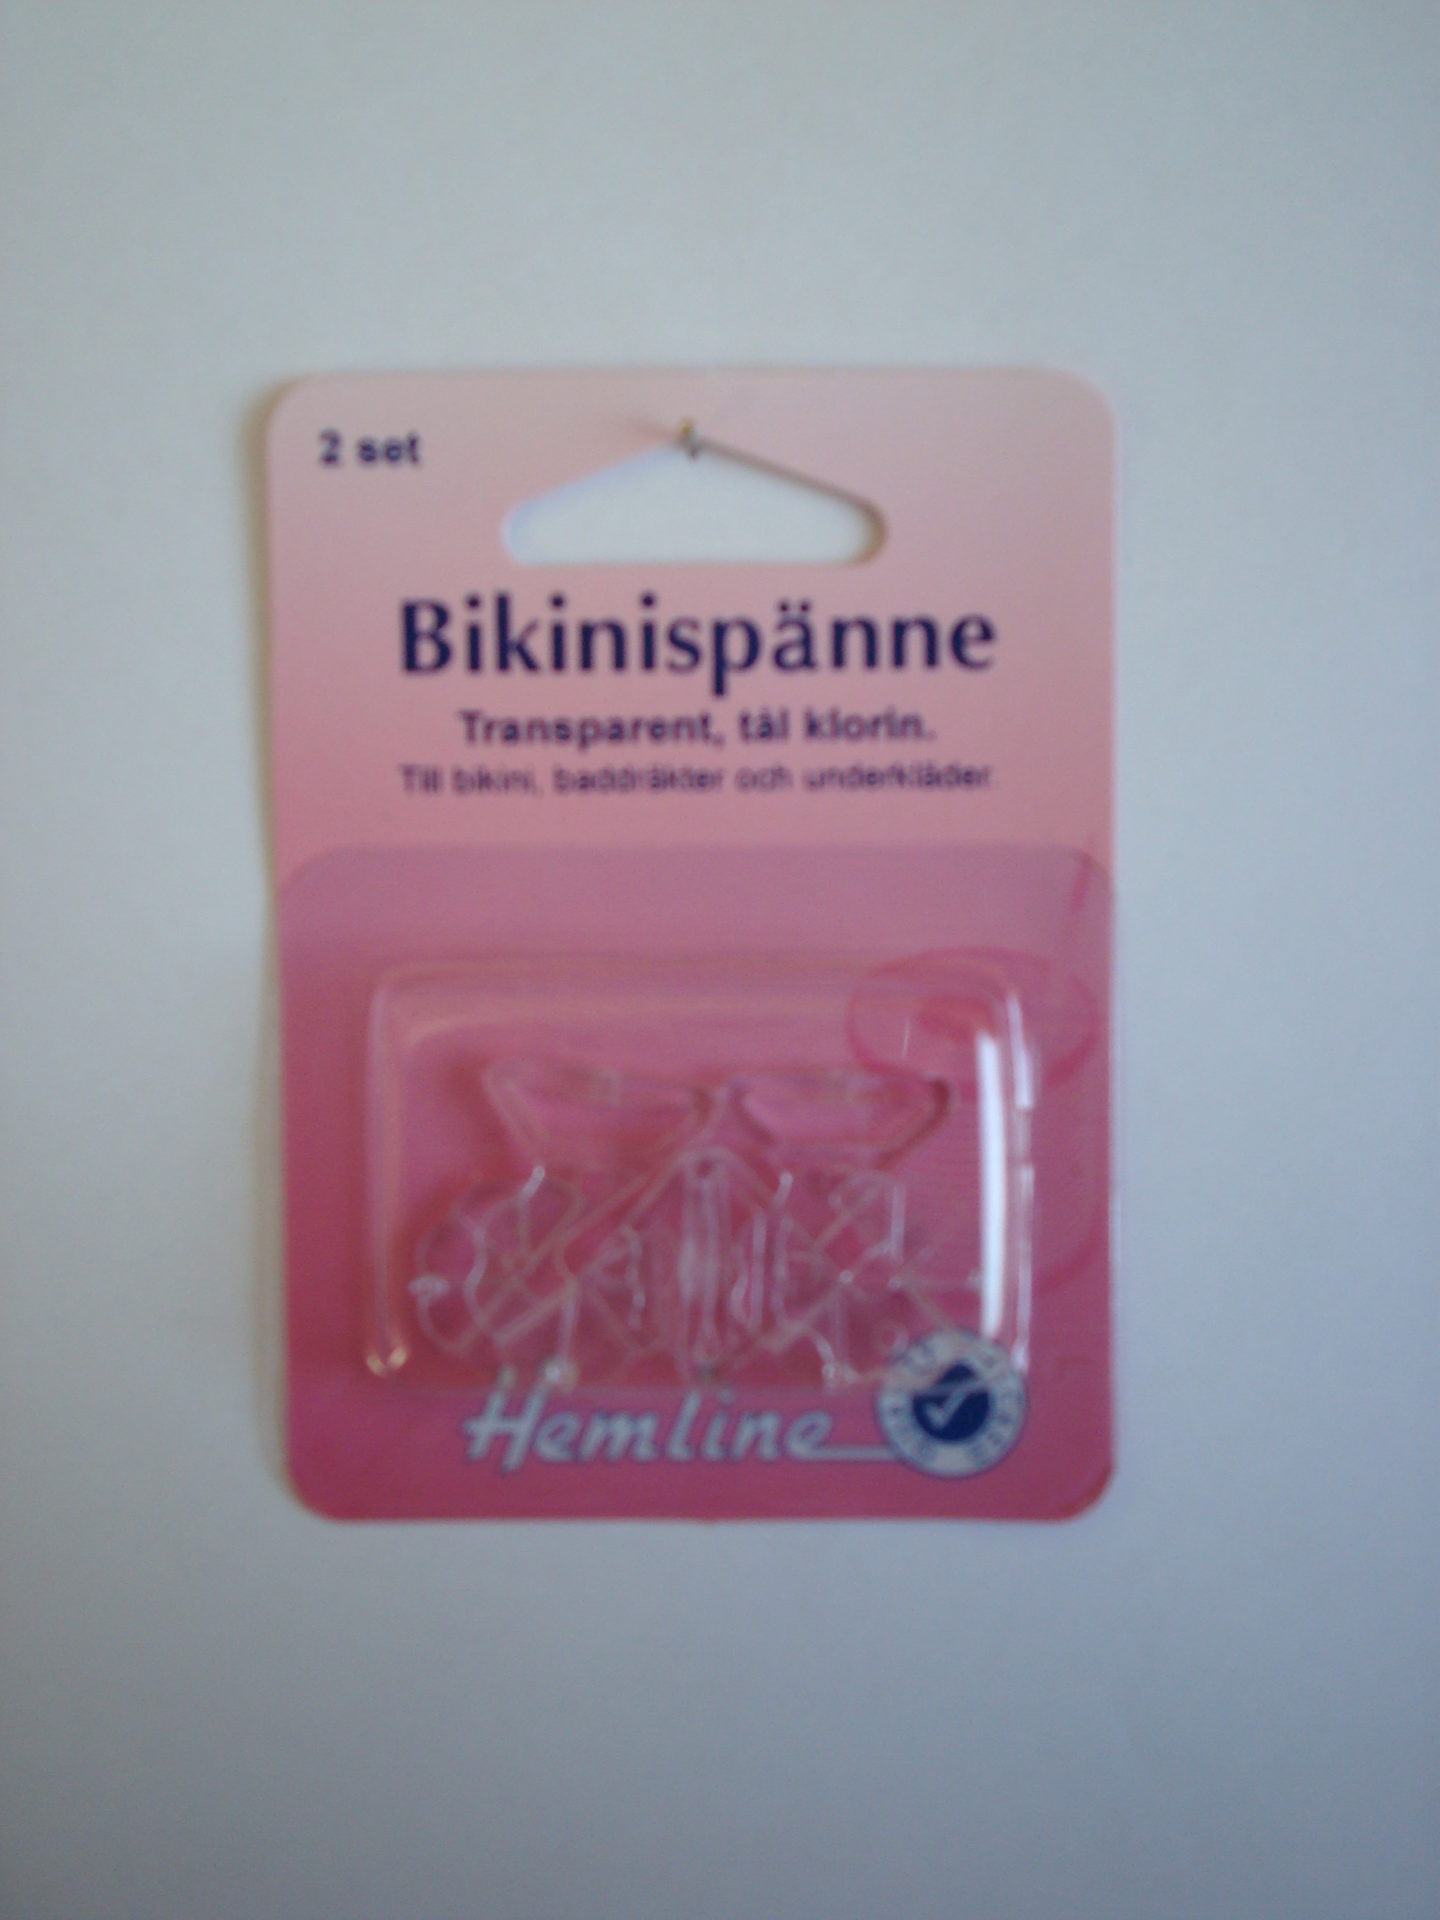 2 set
Bikinispänne
Transparent, tål klorin.
Till bikini, baddräkter och underkläder.
Hemline